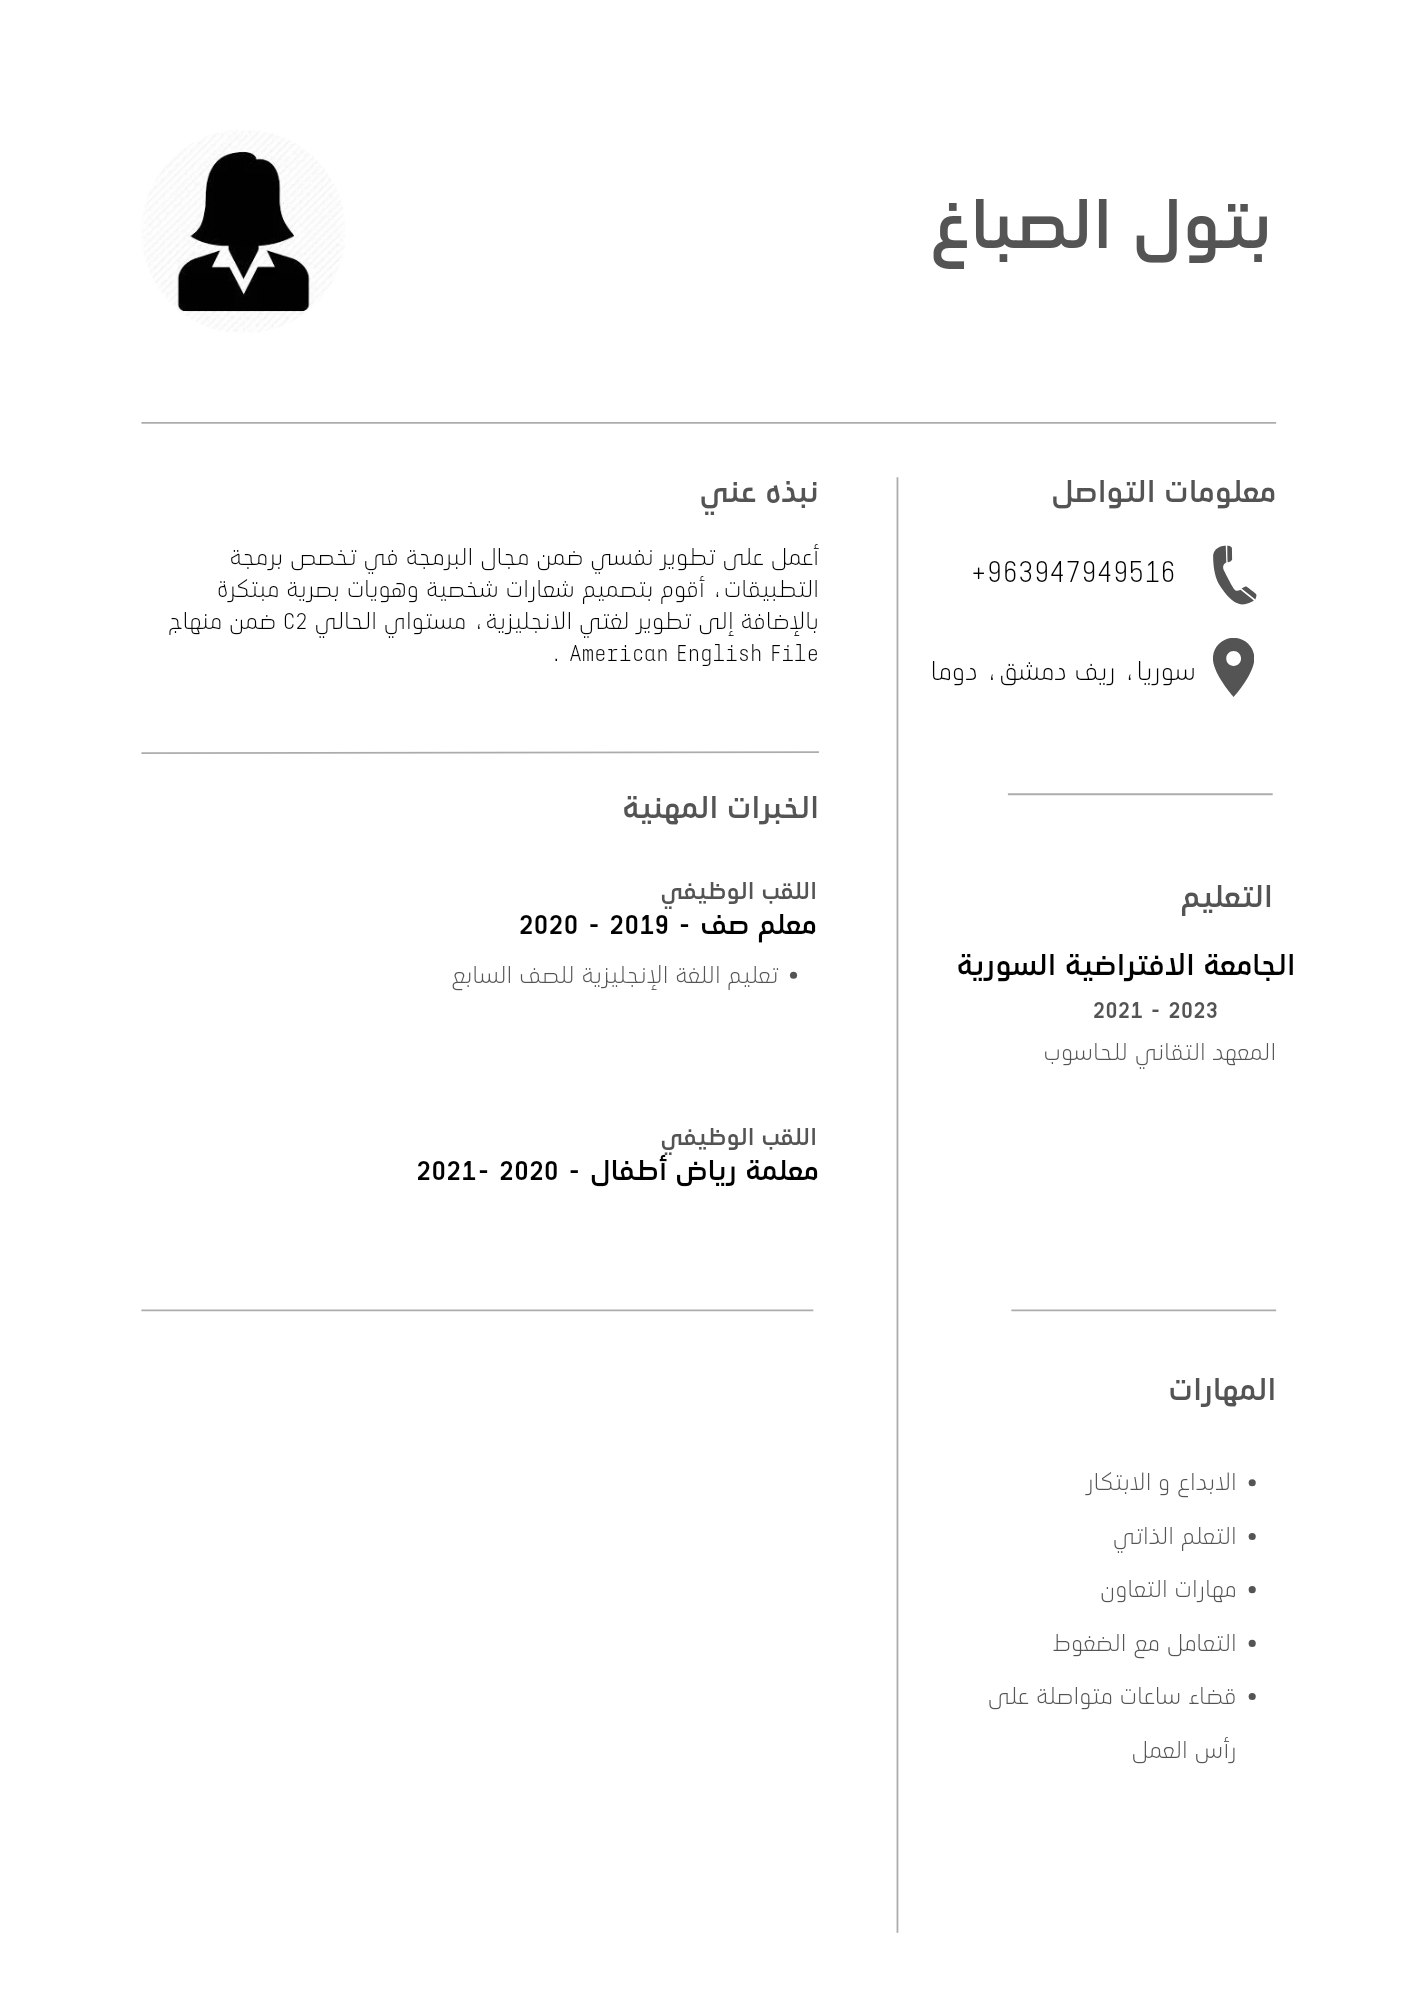 بتول الصباغ
معلومات التواصل
+963947949516
سوريا، ريف دمشق، دوما
التعليم
الجامعة الافتراضية السورية
2021 - 2023
المعهد التقاني للحاسوب
المهارات
• الابداع و الابتكار
• التعلم الذاتي
• مهارات التعاون
• التعامل مع الضغوط
• قضاء ساعات متواصلة على
رأس العمل
نبذه عني
أعمل على تطوير نفسي ضمن مجال البرمجة في تخصص برمجة
التطبيقات، أقوم بتصميم شعارات شخصية وهويات بصرية مبتكرة
بالإضافة إلى تطوير لغتي الانجليزية، مستواي الحالي C2 ضمن منهاج
American English File .
الخبرات المهنية
اللقب الوظيفي
معلم صف - 2019 - 2020
• تعليم اللغة الإنجليزية للصف السابع
اللقب الوظيفي
معلمة رياض أطفال - 2020 -2021